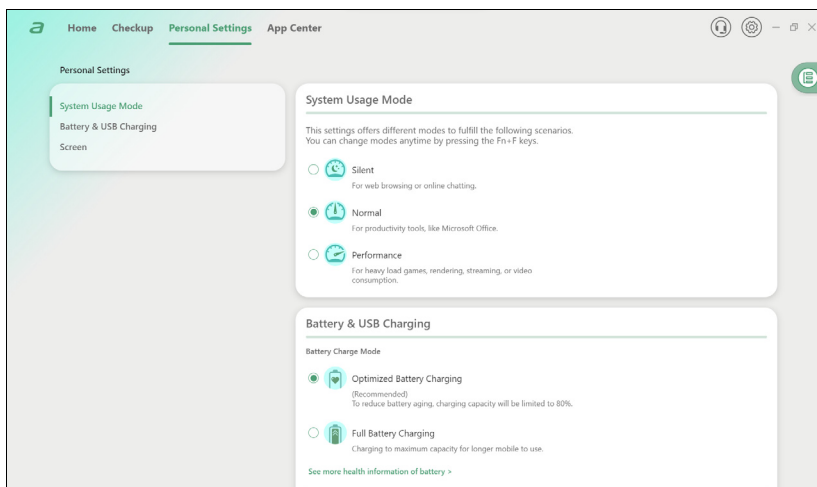 a Home Checkup Personal Settings App Center
Personal Settings
System Usage Mode
Battery & USB Charging
Screen
System Usage Mode
This settings offers different modes to fulfill the following scenarios.
You can change modes anytime by pressing the Fn+F keys.
Silent
For web browsing or online chatting.
Normal
For productivity tools, like Microsoft Office.
Performance
For heavy load games, rendering, streaming, or video
consumption.
Battery & USB Charging
Battery Charge Mode
Optimized Battery Charging
(Recommended)
To reduce battery aging, charging capacity will be limited to 80%.
Full Battery Charging
Charging to maximum capacity for longer mobile to use.
See more health information of battery >